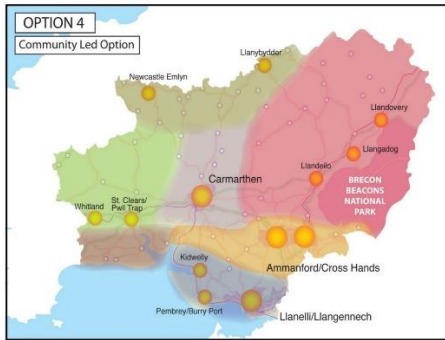 OPTION 4
Community Led Option
Llanybydder
Newcastle Emlyn
Llandovery
Llangadog
Llandeilo
BRECON
BEACONS
NATIONAL
PARK
Carmarthen
St. Clears/
Pwll Trap
Whitland
Ammanford/Cross Hands
Kidwelly
Pembrey/Burry Port
Llanelli/Llangennech